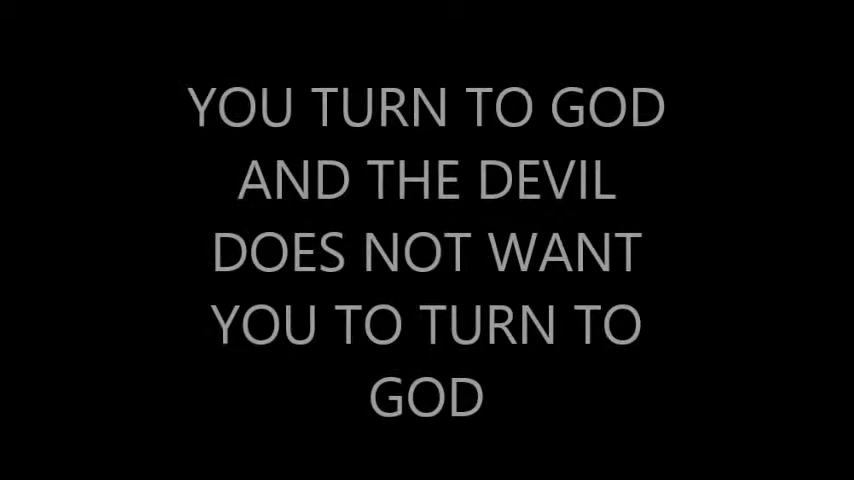 YOU TURN TO GOD
AND THE DEVIL
DOES NOT WANT
YOU TO TURN TO
GOD